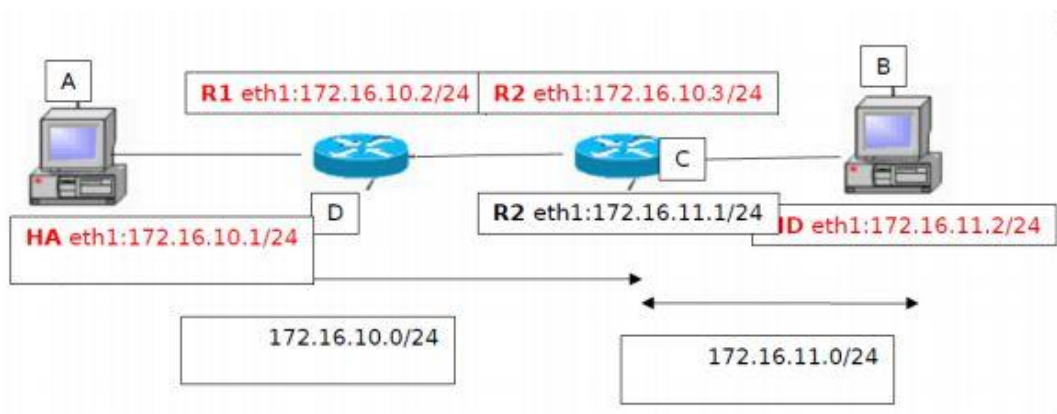 A
B
R1 eth1:172.16.10.2/24
R2 eth1:172.16.10.3/24
C
D
R2 eth1:172.16.11.1/24
HA eth1:172.16.10.1/24
eth1:172.16.11.2/24
172.16.10.0/24
172.16.11.0/24